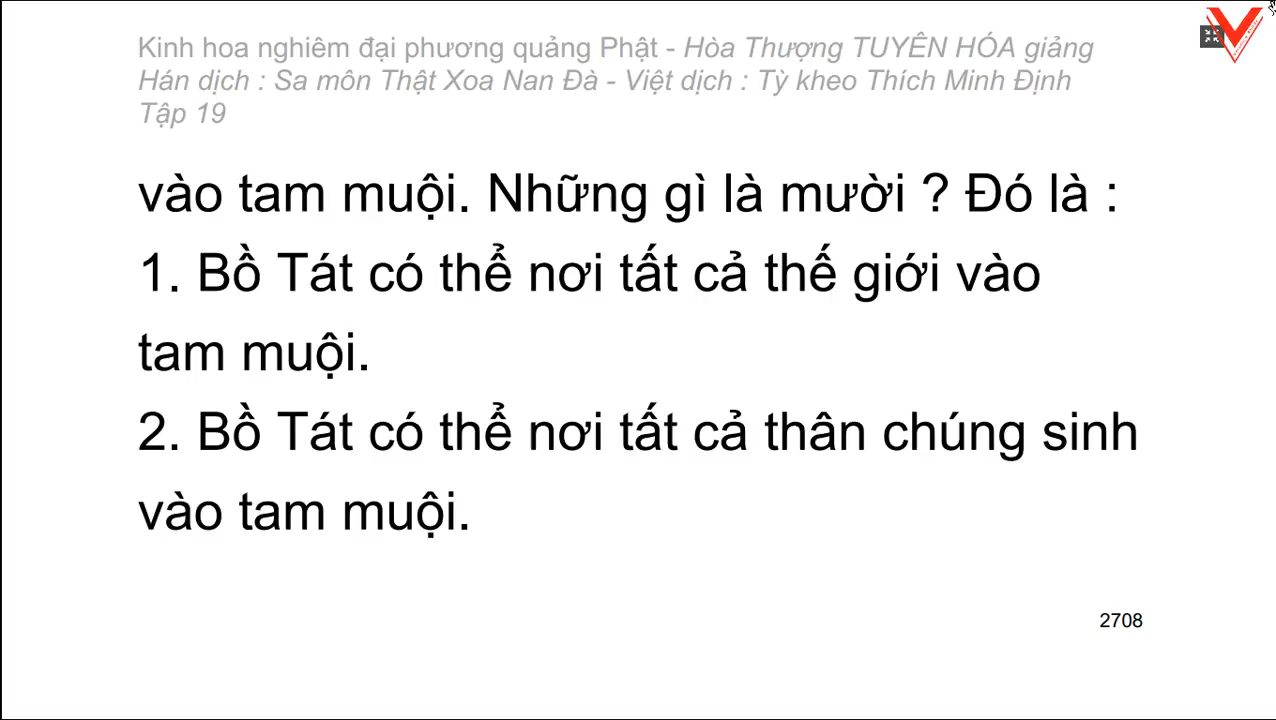 Kinh hoa nghiêm đại phương quảng Phật - Hòa Thượng TUYÊN HÓA giảng
Hán dịch : Sa môn Thật Xoa Nan Đà - Việt dịch : Tỳ kheo Thích Minh Định
Tập 19
vào tam muội. Những gì là mười ? Đó là :
1. Bồ Tát có thể nơi tất cả thế giới vào
tam muội.
2. Bồ Tát có thể nơi tất cả thân chúng sinh
vào tam muội.
2708